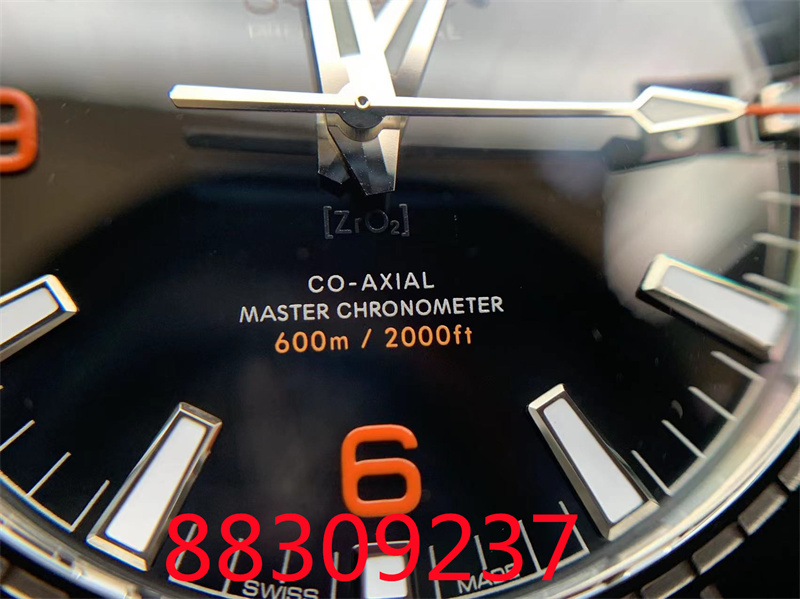 9
[ZrO₂]
CO-AXIAL
MASTER CHRONOMETER
600m / 2000ft
6
88309237
SWISS MADE